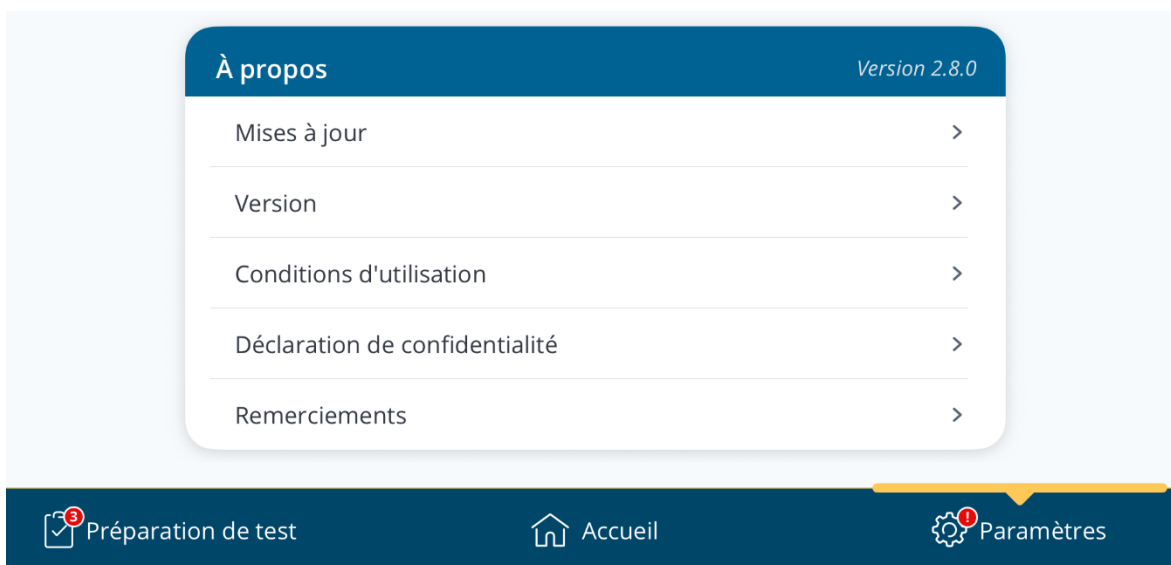 À propos
Version 2.8.0
Mises à jour
Version
Conditions d'utilisation
Déclaration de confidentialité
Remerciements
3
Préparation de test
Accueil
!
Paramètres